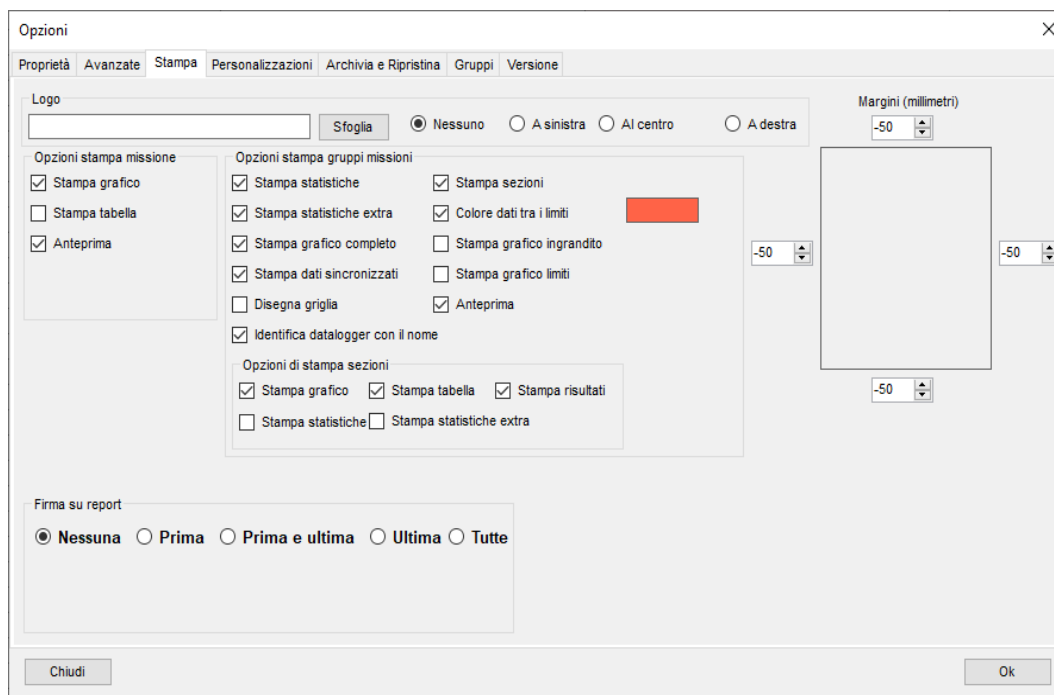 Opzioni
Proprietà Avanzate Stampa Personalizzazioni Archivia e Ripristina Gruppi Versione
Logo
Sfoglia Nessuno A sinistra Al centro A destra
Margini (millimetri)
-50
Opzioni stampa missione
Stampa grafico
Stampa tabella
Anteprima
Opzioni stampa gruppi missioni
Stampa statistiche Stampa sezioni
Stampa statistiche extra Colore dati tra i limiti
Stampa grafico completo Stampa grafico ingrandito
Stampa dati sincronizzati Stampa grafico limiti
Disegna griglia Anteprima
Identifica datalogger con il nome
-50 -50
-50
Opzioni di stampa sezioni
Stampa grafico Stampa tabella Stampa risultati
Stampa statistiche Stampa statistiche extra
Firma su report
Nessuna Prima Prima e ultima Ultima Tutte
Chiudi Ok